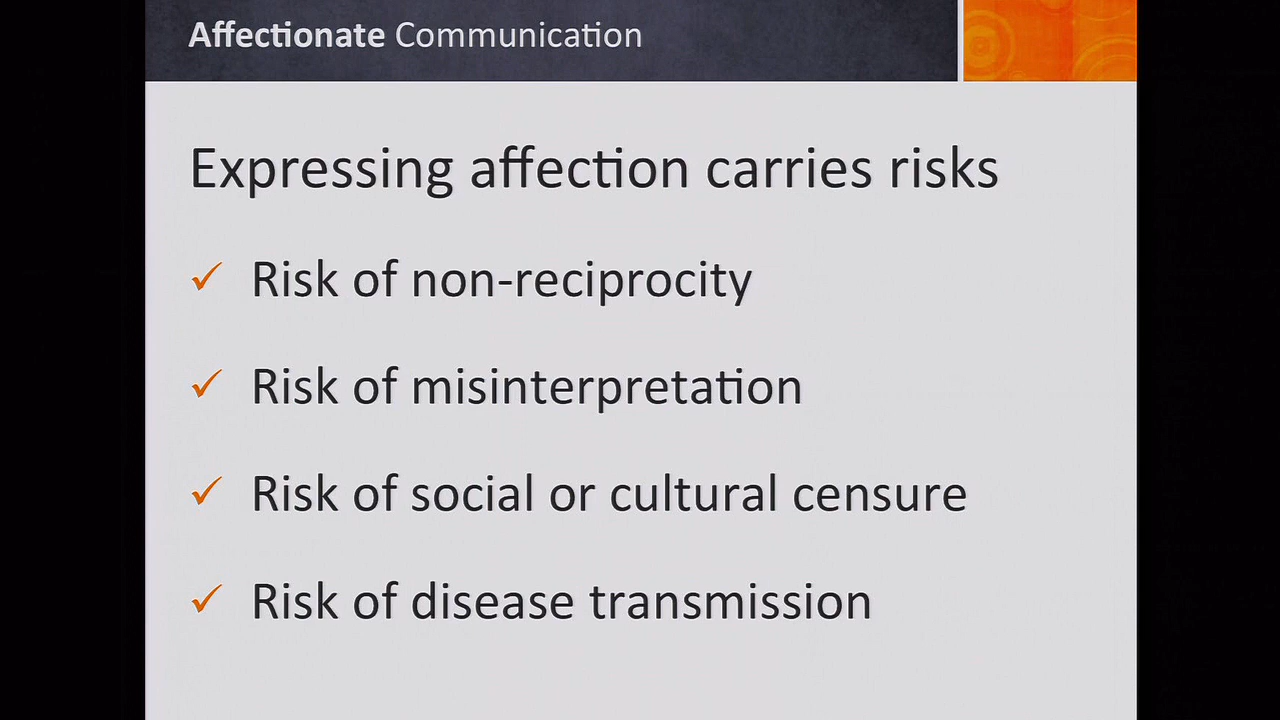 Affectionate Communication
Expressing affection carries risks
Risk of non-reciprocity
Risk of misinterpretation
Risk of social or cultural censure
Risk of disease transmission